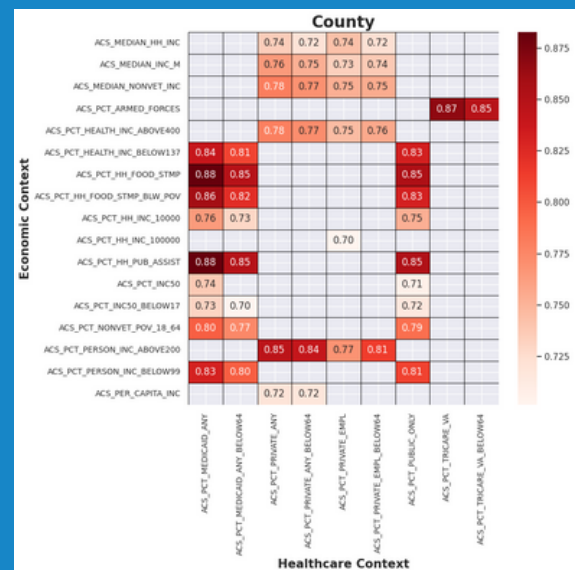 County
ACS_MEDIAN_HH_INC 0.74 0.72 0.74 0.72
ACS_MEDIAN_INC_M 0.76 0.75 0.73 0.74
ACS_MEDIAN_NONVET_INC 0.78 0.77 0.75 0.75
ACS_PCT_ARMED_FORCES 0.87 0.85
ACS_PCT_HEALTH_INC_ABOVE400 0.78 0.77 0.75 0.76
ACS_PCT_HEALTH_INC_BELOW137 0.84 0.81 0.83
ACS_PCT_HH_FOOD_STMP 0.88 0.85 0.85
ACS_PCT_HH_FOOD_STMP_BLW_POV 0.86 0.82 0.83
ACS_PCT_HH_INC_10000 0.76 0.73 0.75
ACS_PCT_HH_INC_100000 0.70
ACS_PCT_HH_PUB_ASSIST 0.88 0.85 0.85
ACS_PCT_INC50 0.74 0.71
ACS_PCT_INC50_BELOW17 0.73 0.70 0.72
ACS_PCT_NONVET_POV_18_64 0.80 0.77 0.79
ACS_PCT_PERSON_INC_ABOVE200 0.85 0.84 0.77 0.81
ACS_PCT_PERSON_INC_BELOW99 0.83 0.80 0.81
ACS_PER_CAPITA_INC 0.72 0.72
Economic Context
ACS_PCT_MEDICAID_ANY
ACS_PCT_MEDICAID_ANY_BELOW64
ACS_PCT_PRIVATE_ANY
ACS_PCT_PRIVATE_ANY_BELOW64
ACS_PCT_PRIVATE_EMPL
ACS_PCT_PRIVATE_EMPL_BELOW64
ACS_PCT_PUBLIC_ONLY
ACS_PCT_TRICARE_VA
ACS_PCT_TRICARE_VA_BELOW64
Healthcare Context
0.875
0.850
0.825
0.800
0.775
0.750
0.725